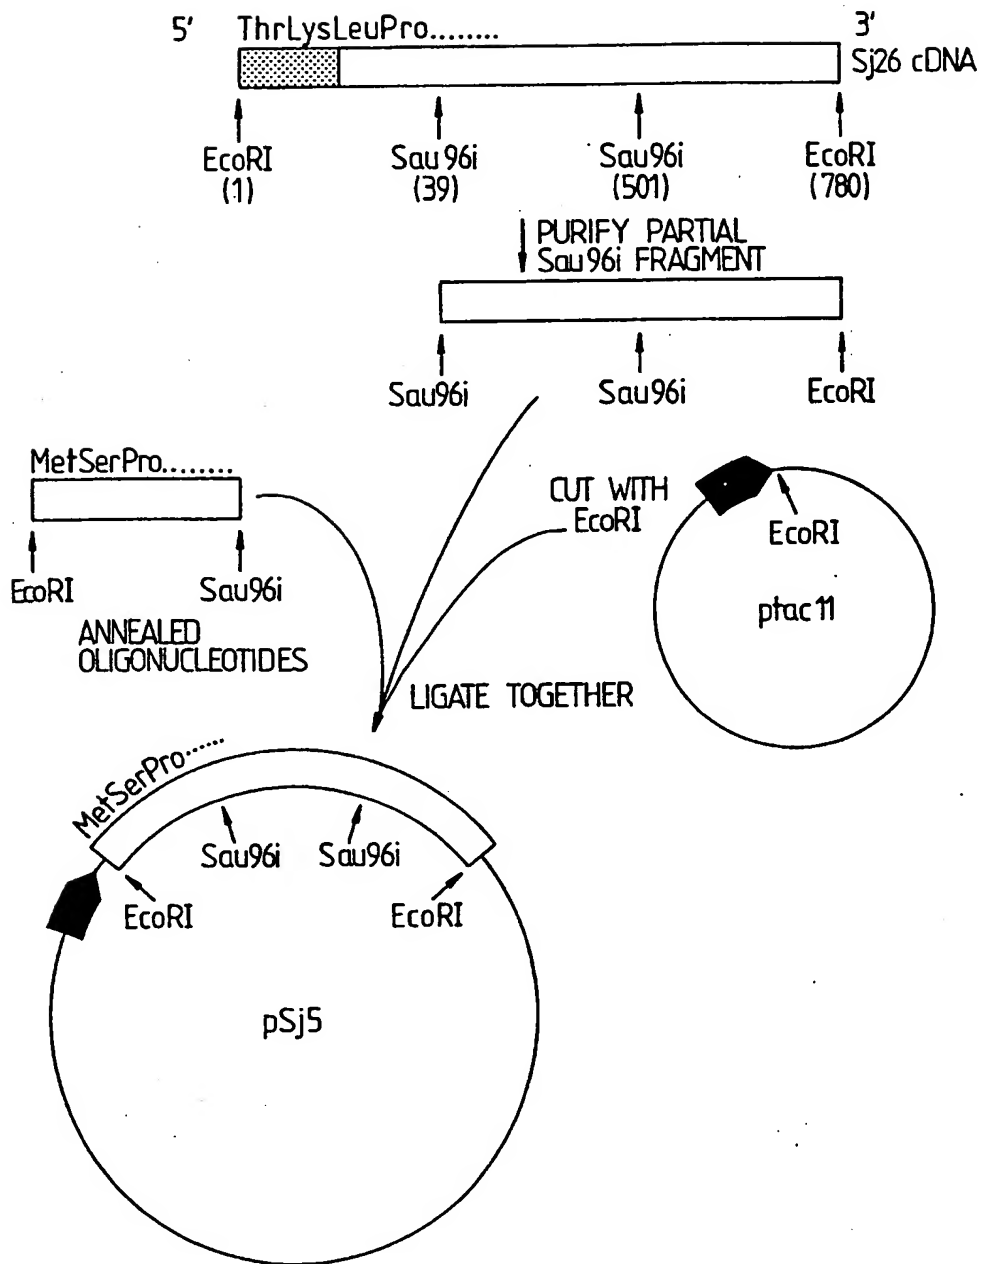 5' ThrLysLeuPro........ 3'
Sj26 cDNA
EcoRI Sau96i Sau96i EcoRI
(1) (39) (501) (780)
PURIFY PARTIAL
Sau96i FRAGMENT
Sau96i Sau96i EcoRI
MetSerPro........
EcoRI Sau96i
ANNEALED
OLIGONUCLEOTIDES
CUT WITH
EcoRI
EcoRI
ptac11
LIGATE TOGETHER
MetSerPro......
Sau96i Sau96i
EcoRI EcoRI
pSj5